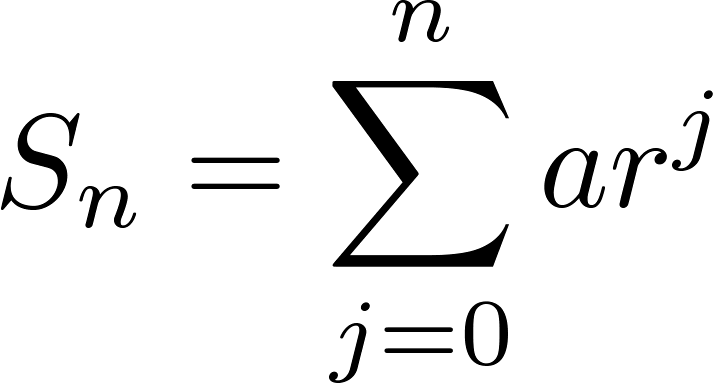 $S_n = \sum_{j=0}^{n} ar^j$